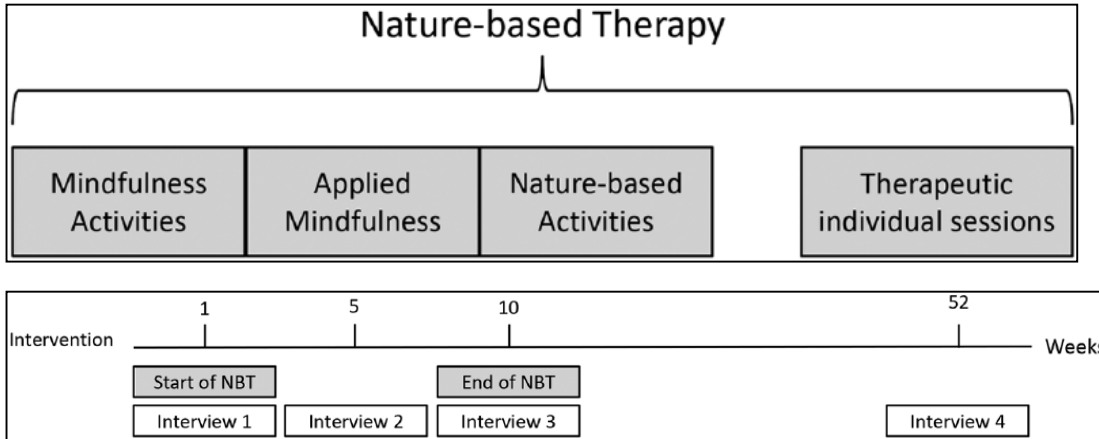 Nature-based Therapy
Mindfulness
Activities
Applied
Mindfulness
Nature-based
Activities
Therapeutic
individual sessions
1
5
10
52
Intervention
Weeks
Start of NBT
End of NBT
Interview 1
Interview 2
Interview 3
Interview 4